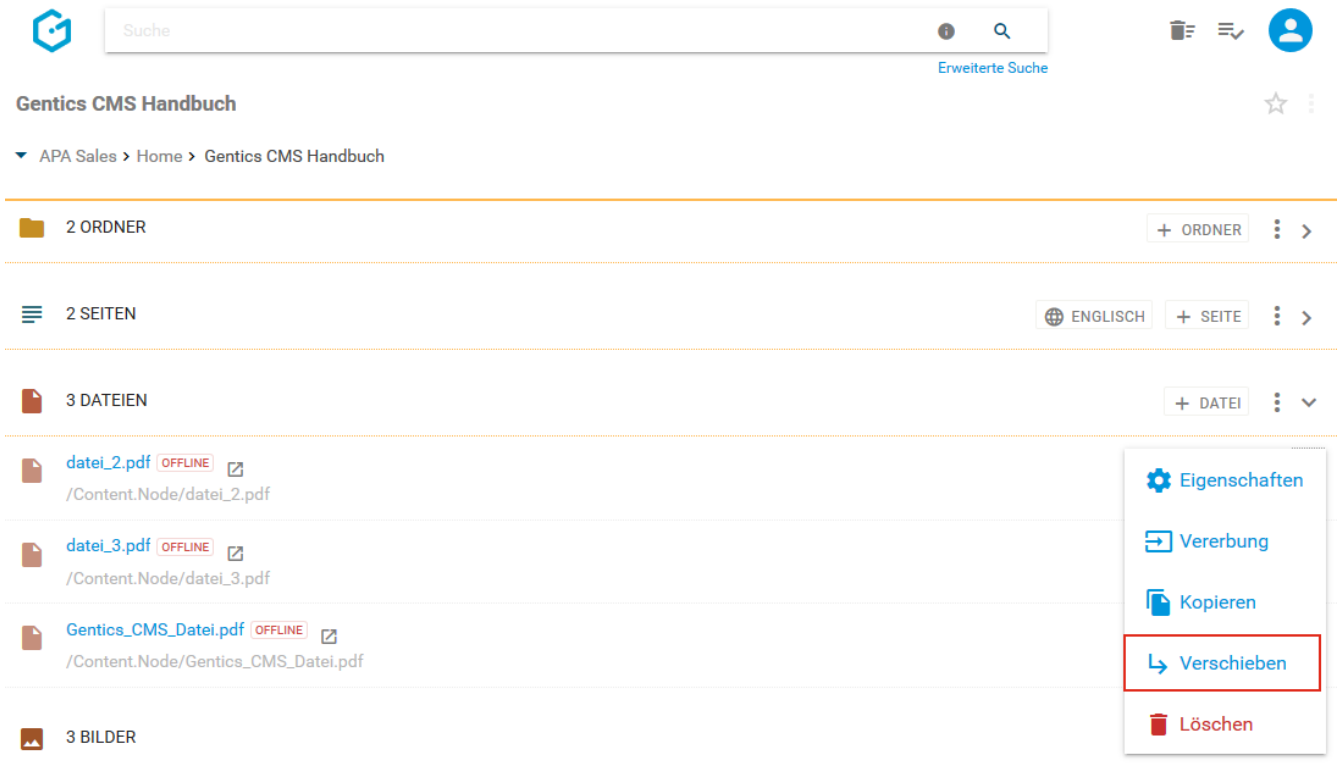 Suche
Erweiterte Suche
Gentics CMS Handbuch
APA Sales > Home > Gentics CMS Handbuch
2 ORDNER
+ ORDNER
2 SEITEN
ENGLISCH
+ SEITE
3 DATEIEN
+ DATEI
datei_2.pdf OFFLINE
/Content.Node/datei_2.pdf
datei_3.pdf OFFLINE
/Content.Node/datei_3.pdf
Gentics_CMS_Datei.pdf OFFLINE
/Content.Node/Gentics_CMS_Datei.pdf
Eigenschaften
Vererbung
Kopieren
Verschieben
Löschen
3 BILDER